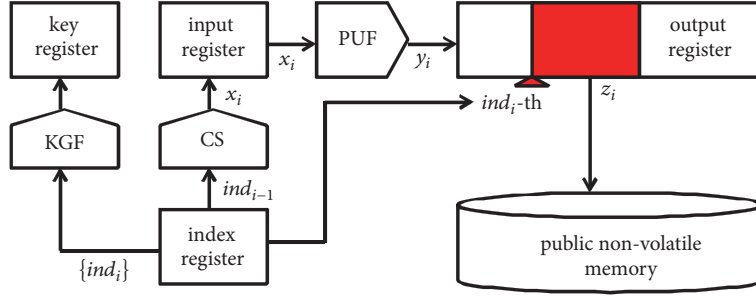 key
register
input
register
x_i
PUF
y_i
output
register
x_i
ind_i-th
z_i
KGF
CS
ind_{i−1}
index
register
{ind_i}
public non-volatile
memory